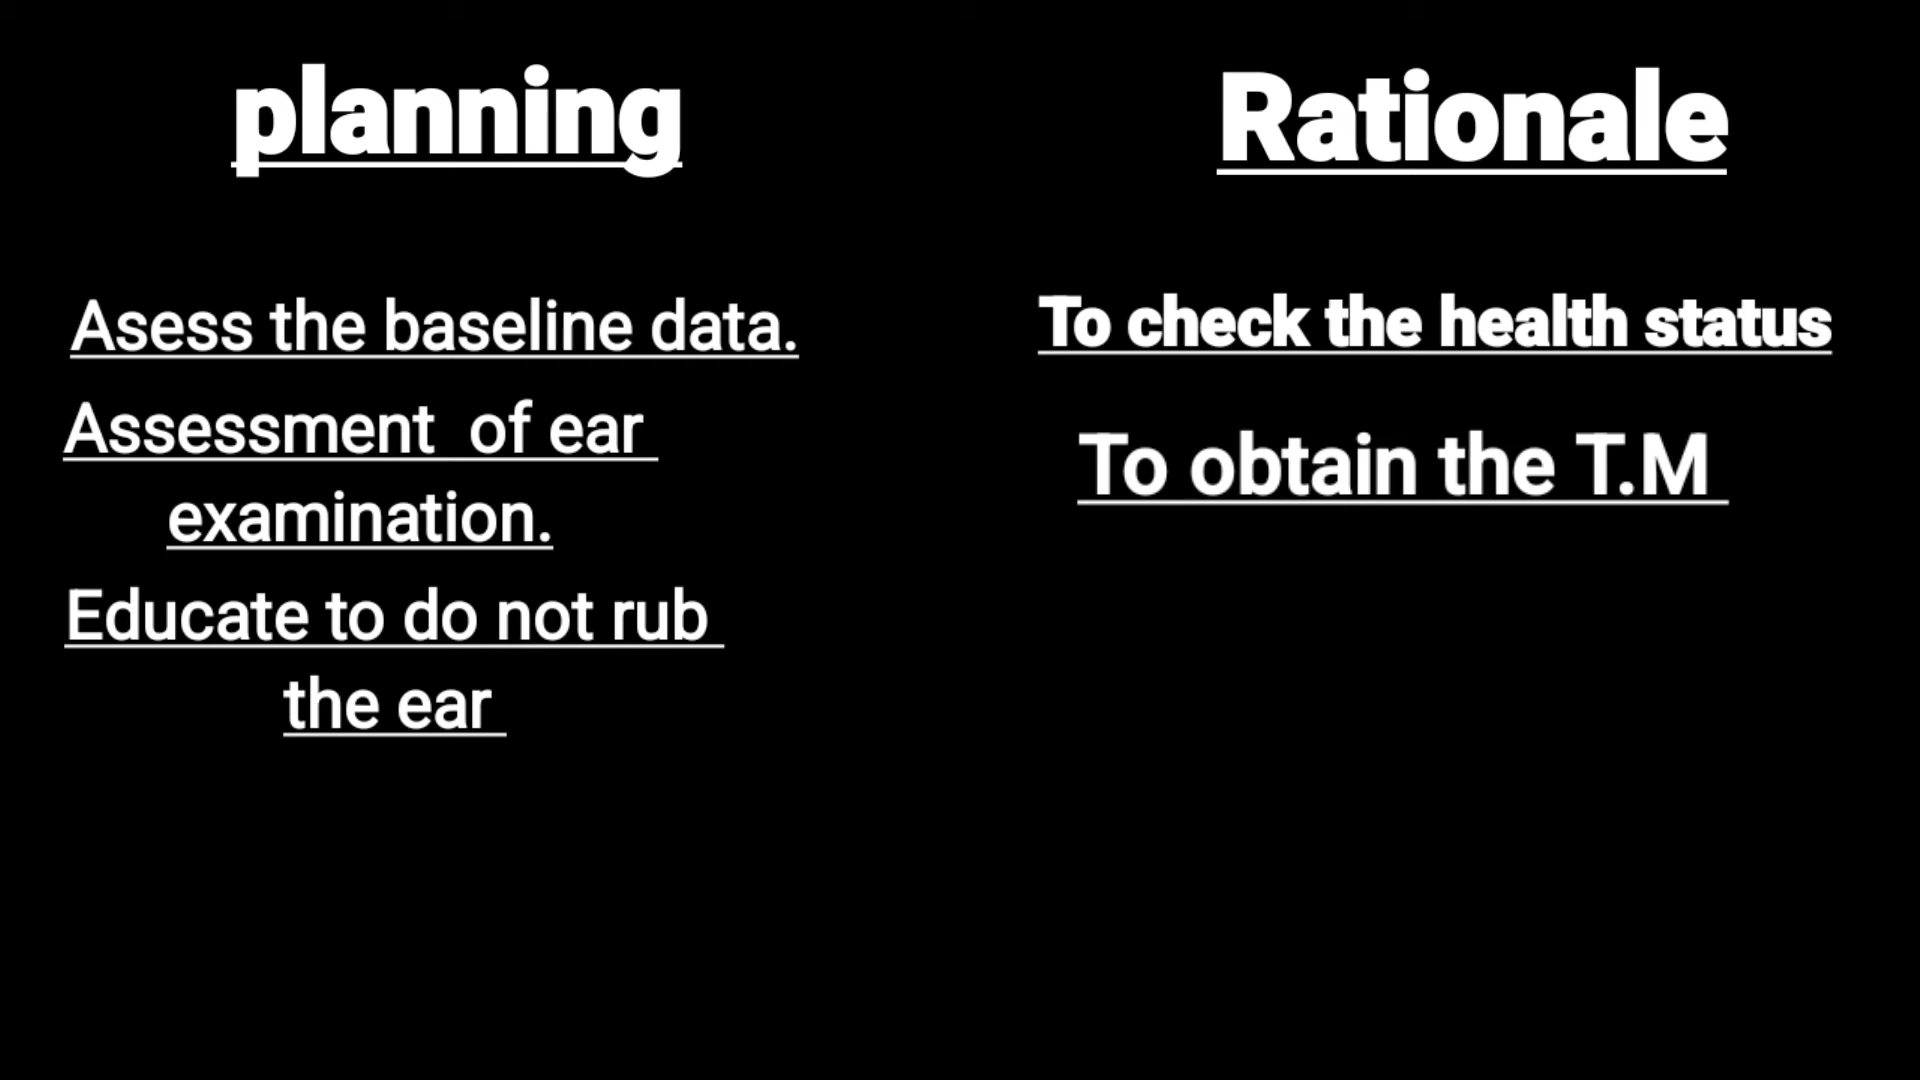 planning
Asess the baseline data.
Assessment  of ear
examination.
Educate to do not rub
the ear
Rationale
To check the health status
To obtain the T.M